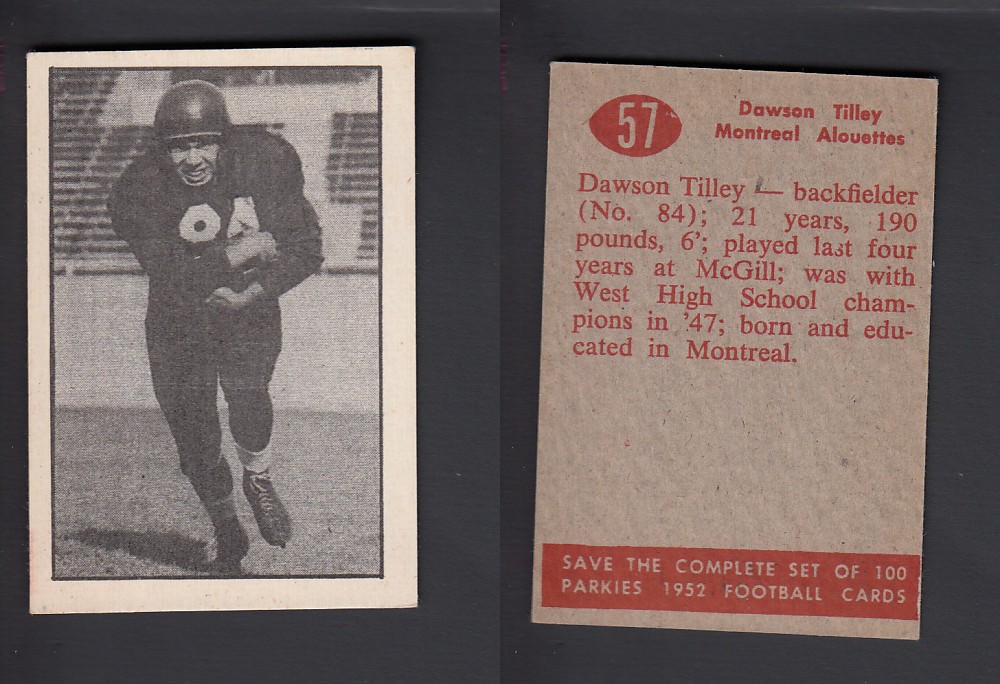 84
57
Dawson Tilley
Montreal Alouettes
Dawson Tilley — backfielder
(No. 84); 21 years, 190
pounds, 6'; played last four
years at McGill; was with
West High School cham-
pions in '47; born and edu-
cated in Montreal.
SAVE THE COMPLETE SET OF 100
PARKIES 1952 FOOTBALL CARDS